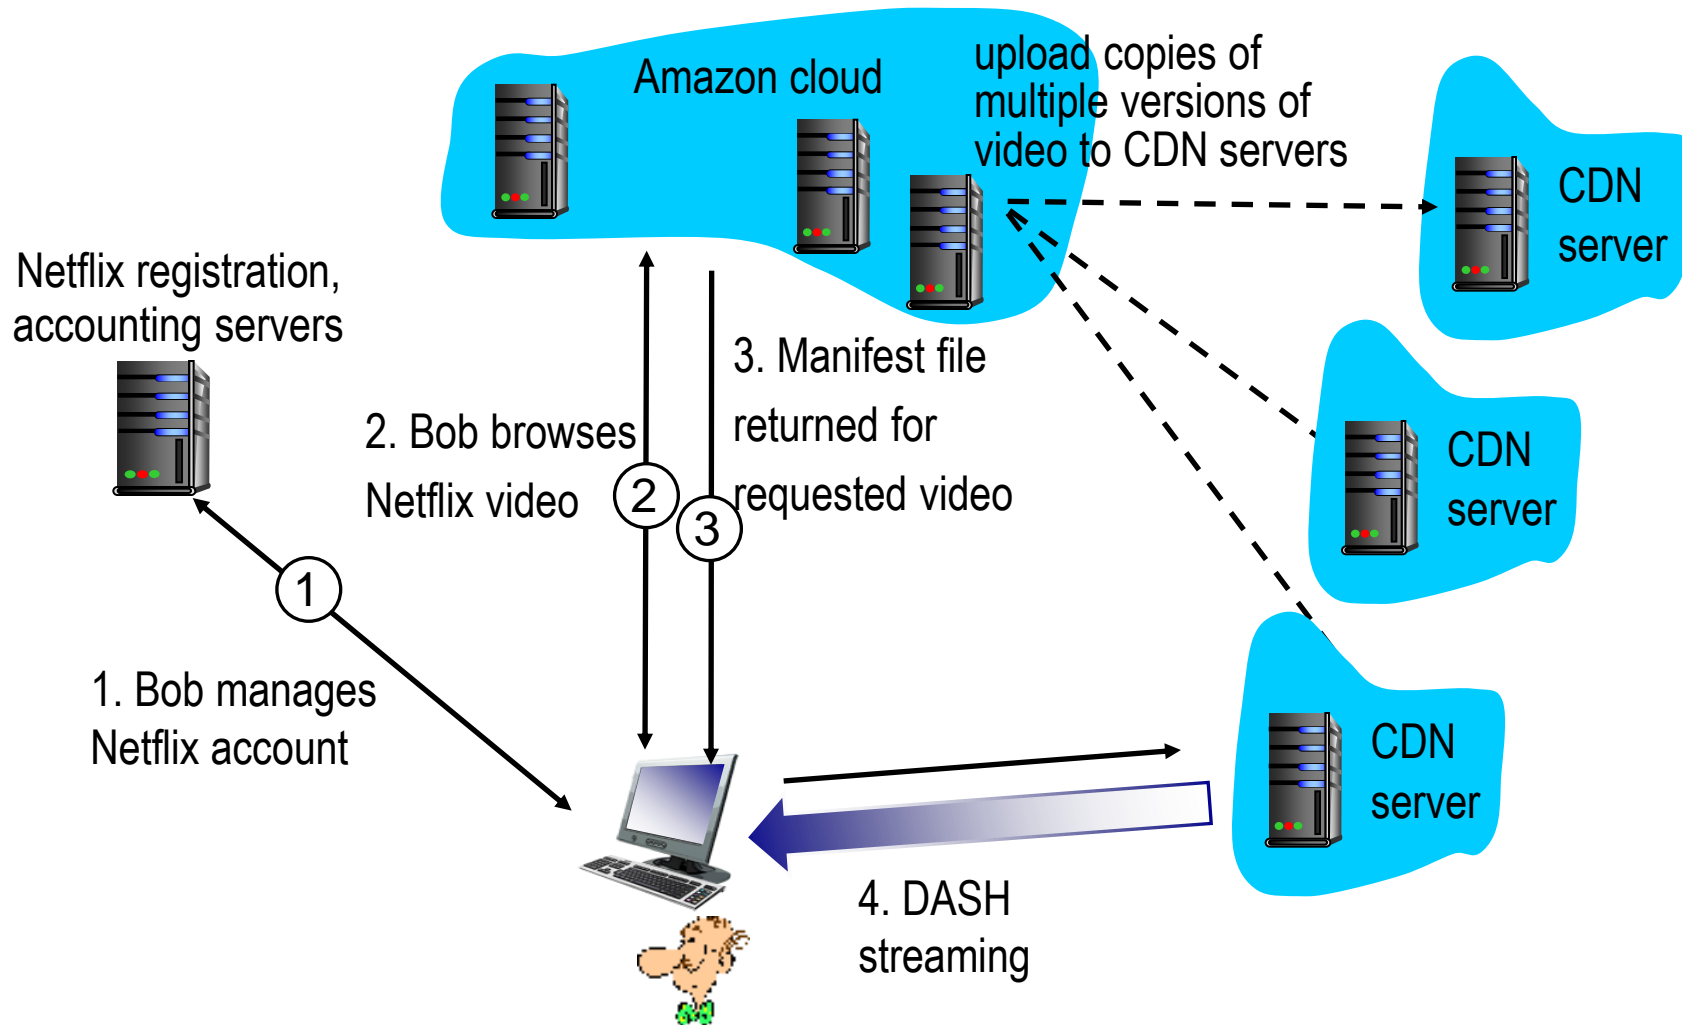 Amazon cloud
upload copies of
multiple versions of
video to CDN servers
CDN
server
Netflix registration,
accounting servers
3. Manifest file
returned for
requested video
2. Bob browses
Netflix video
2
3
CDN
server
1
1. Bob manages
Netflix account
CDN
server
4. DASH
streaming